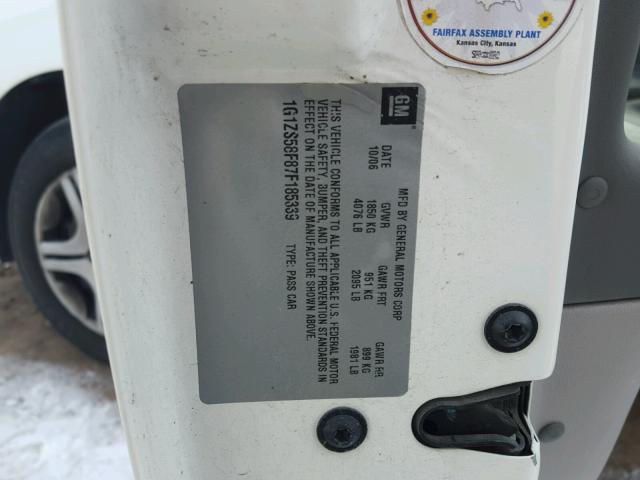 FAIRFAX ASSEMBLY PLANT
Kansas City, Kansas
GM
MFD BY GENERAL MOTORS CORP
DATE GVWR GAWR FRT GAWR RR
10/06 1850 KG 951 KG 899 KG
4076 LB 2095 LB 1981 LB
THIS VEHICLE CONFORMS TO ALL APPLICABLE U.S. FEDERAL MOTOR
VEHICLE SAFETY, BUMPER, AND THEFT PREVENTION STANDARDS IN
EFFECT ON THE DATE OF MANUFACTURE SHOWN ABOVE.
1G1ZS58F87F185339 TYPE: PASS CAR